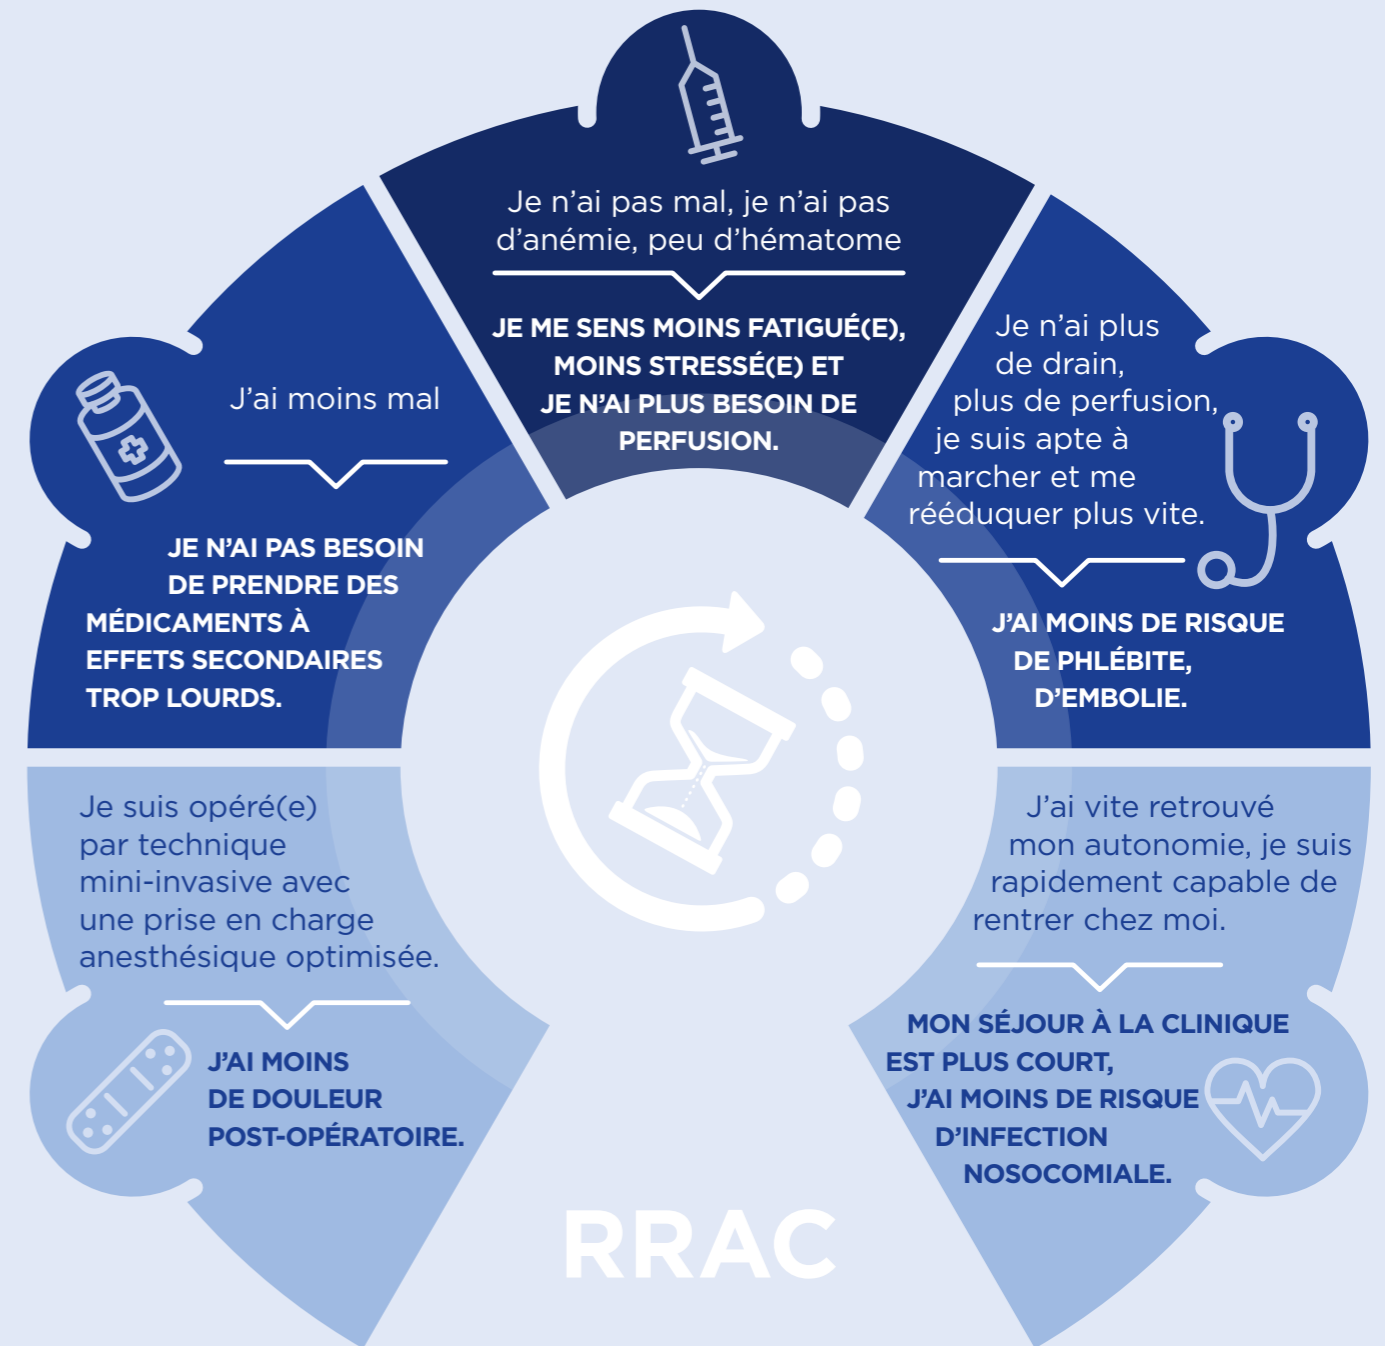 Je suis opéré(e)
par technique
mini-invasive avec
une prise en charge
anesthésique optimisée.
J’AI MOINS
DE DOULEUR
POST-OPÉRATOIRE.
J’ai moins mal
JE N’AI PAS BESOIN
DE PRENDRE DES
MÉDICAMENTS À
EFFETS SECONDAIRES
TROP LOURDS.
Je n’ai pas mal, je n’ai pas
d’anémie, peu d’hématome
JE ME SENS MOINS FATIGUÉ(E),
MOINS STRESSÉ(E) ET
JE N’AI PLUS BESOIN DE
PERFUSION.
Je n’ai plus
de drain,
plus de perfusion,
je suis apte à
marcher et me
rééduquer plus vite.
J’AI MOINS DE RISQUE
DE PHLÉBITE,
D’EMBOLIE.
J’ai vite retrouvé
mon autonomie, je suis
rapidement capable de
rentrer chez moi.
MON SÉJOUR À LA CLINIQUE
EST PLUS COURT,
J’AI MOINS DE RISQUE
D’INFECTION
NOSOCOMIALE.
RRAC